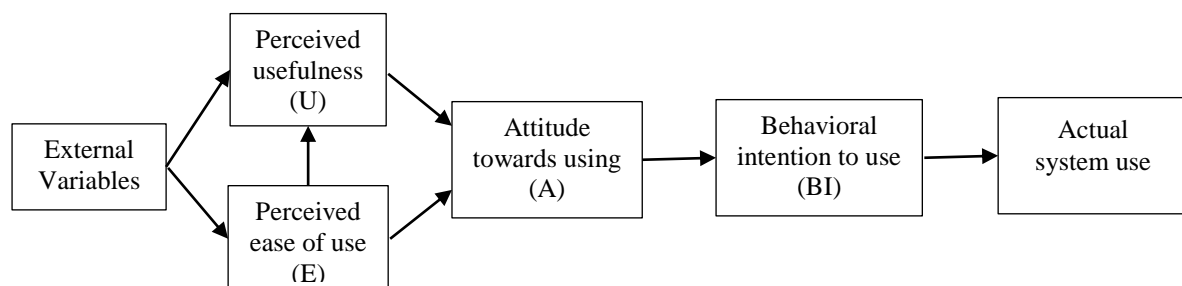 External
Variables
Perceived
usefulness
(U)
Perceived
ease of use
(E)
Attitude
towards using
(A)
Behavioral
intention to use
(BI)
Actual
system use